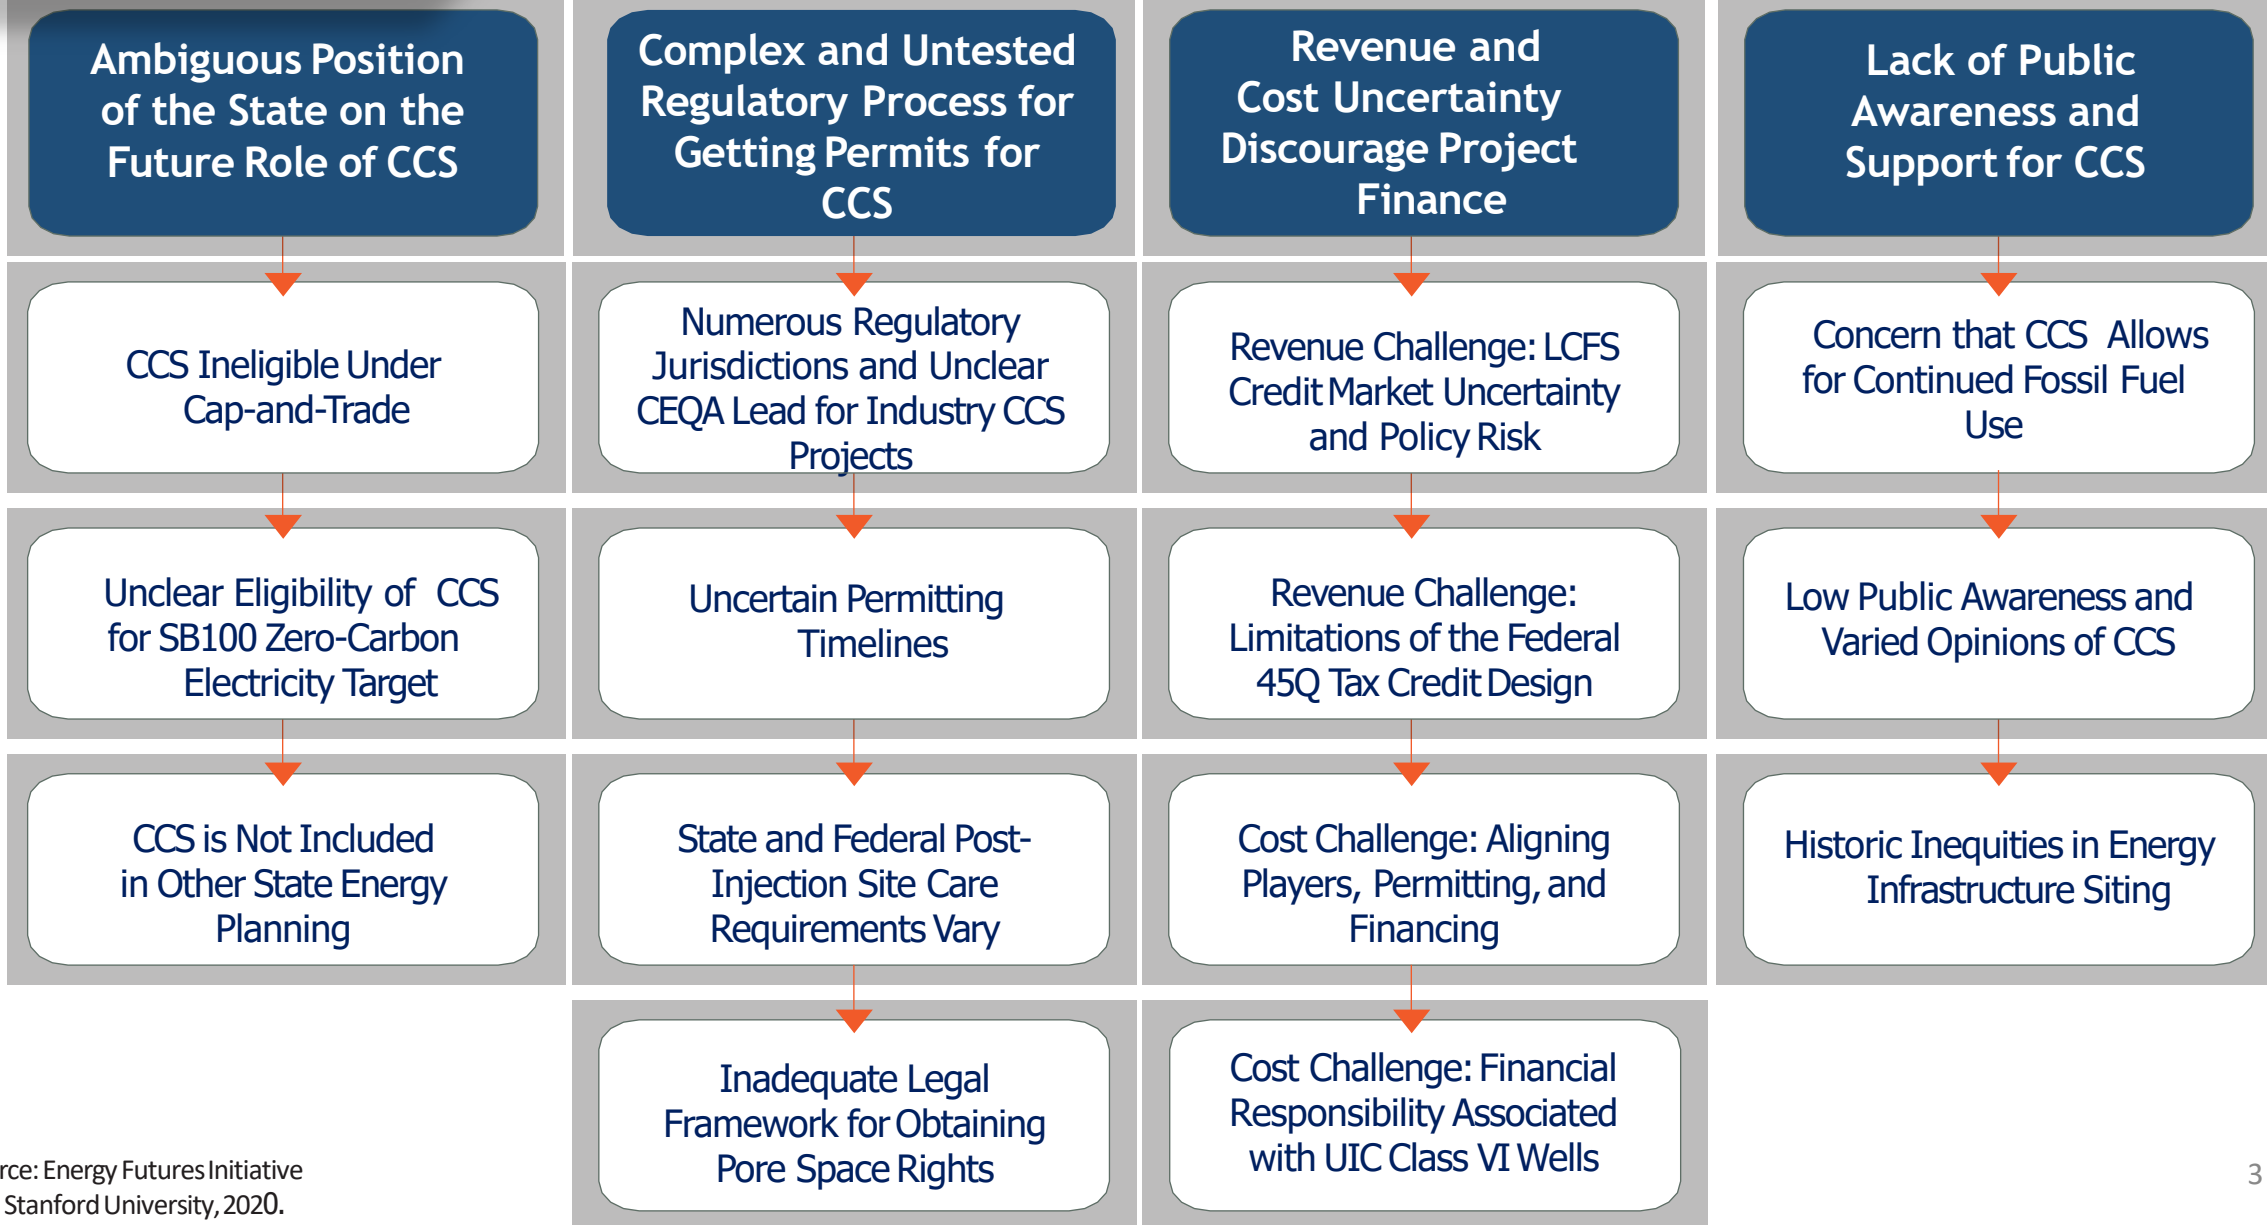 Ambiguous Position
of the State on the
Future Role of CCS
CCS Ineligible Under
Cap-and-Trade
Unclear Eligibility of CCS
for SB100 Zero-Carbon
Electricity Target
CCS is Not Included
in Other State Energy
Planning
Complex and Untested
Regulatory Process for
Getting Permits for
CCS
Numerous Regulatory
Jurisdictions and Unclear
CEQA Lead for Industry CCS
Projects
Uncertain Permitting
Timelines
State and Federal Post-
Injection Site Care
Requirements Vary
Inadequate Legal
Framework for Obtaining
Pore Space Rights
Revenue and
Cost Uncertainty
Discourage Project
Finance
Revenue Challenge: LCFS
Credit Market Uncertainty
and Policy Risk
Revenue Challenge:
Limitations of the Federal
45Q Tax Credit Design
Cost Challenge: Aligning
Players, Permitting, and
Financing
Cost Challenge: Financial
Responsibility Associated
with UIC Class VI Wells
Lack of Public
Awareness and
Support for CCS
Concern that CCS Allows
for Continued Fossil Fuel
Use
Low Public Awareness and
Varied Opinions of CCS
Historic Inequities in Energy
Infrastructure Siting
rce: Energy Futures Initiative
Stanford University, 2020.
3